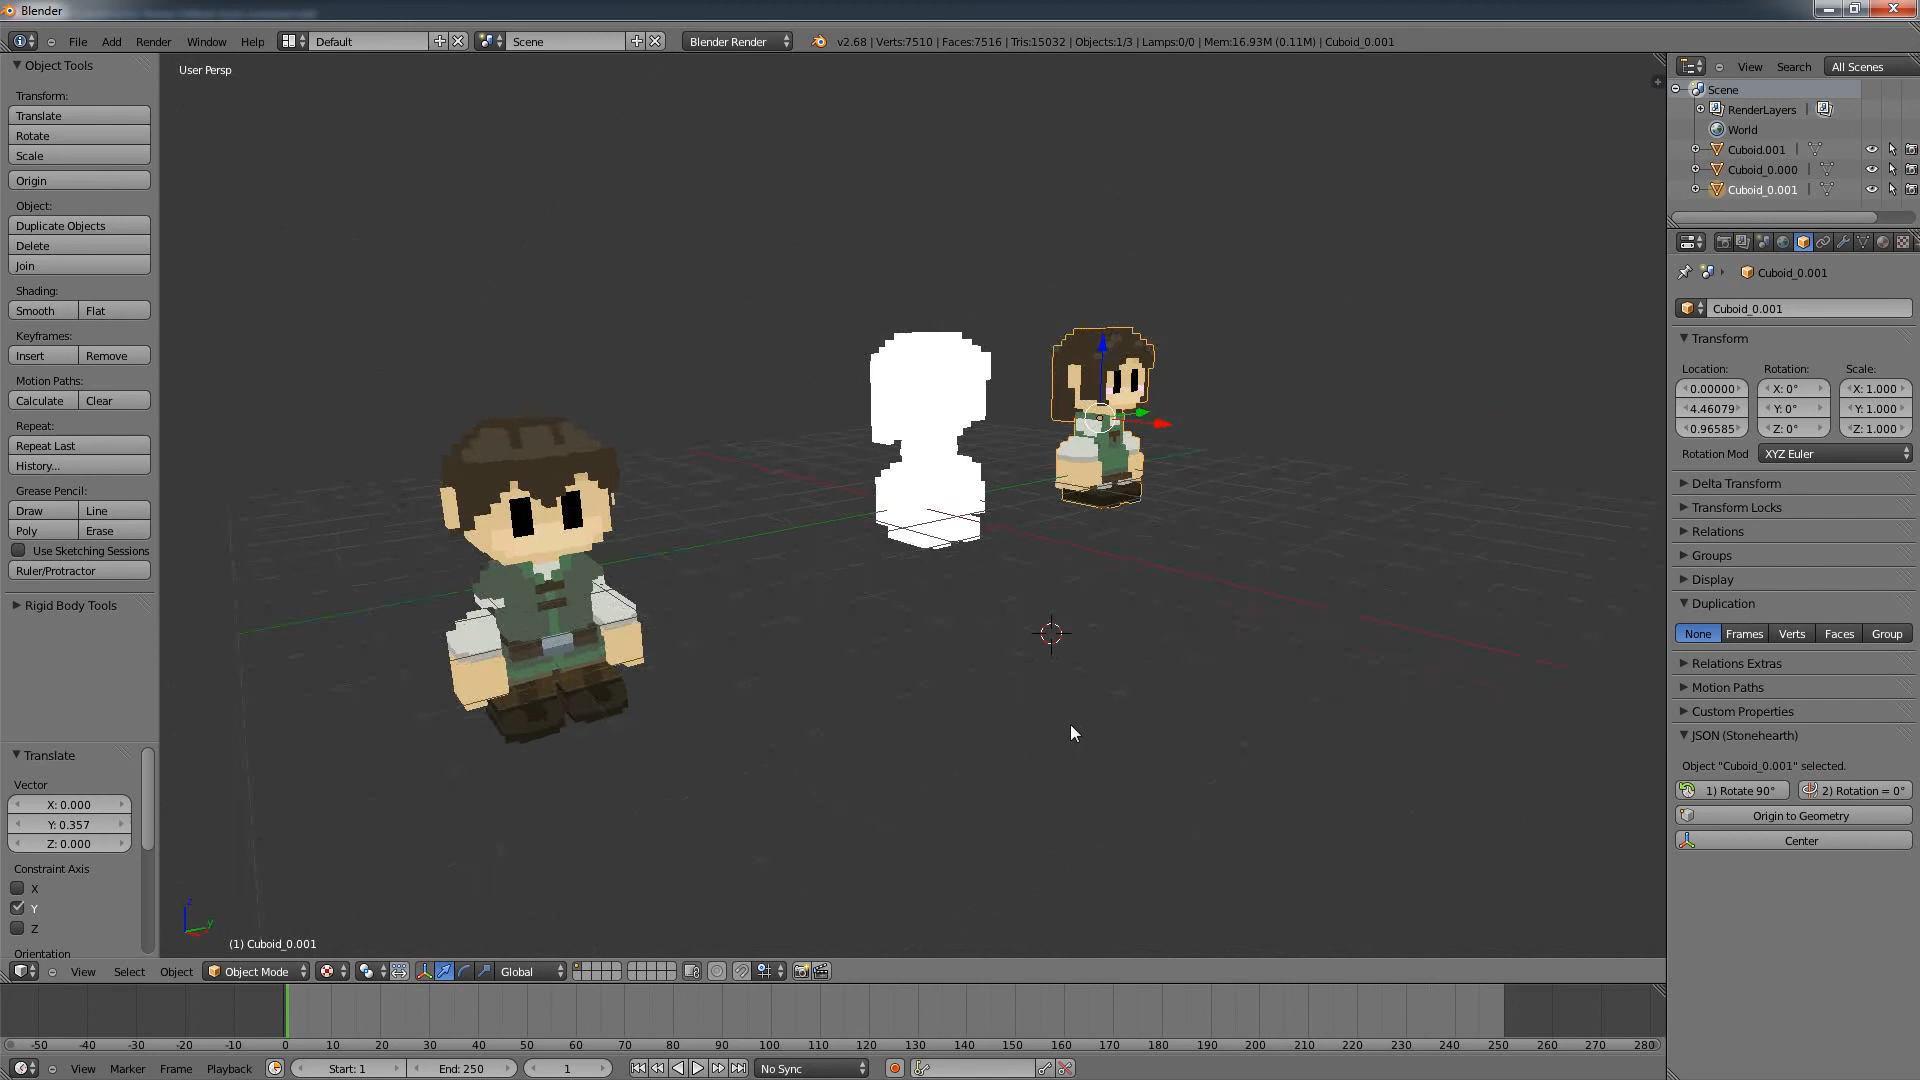 Blender
File Add Render Window Help Default Scene Blender Render v2.68 | Verts:7510 | Faces:7516 | Tris:15032 | Objects:1/3 | Lamps:0/0 | Mem:16.93M (0.11M) | Cuboid_0.001
Object Tools
Transform:
Translate
Rotate
Scale
Origin
Object:
Duplicate Objects
Delete
Join
Shading:
Smooth Flat
Keyframes:
Insert Remove
Motion Paths:
Calculate Clear
Repeat:
Repeat Last
History...
Grease Pencil:
Draw Line
Poly Erase
Use Sketching Sessions
Ruler/Protractor
Rigid Body Tools
Translate
Vector
X: 0.000
Y: 0.357
Z: 0.000
Constraint Axis
X
Y
Z
Orientation
User Persp
z
y
(1) Cuboid_0.001
View Select Object Object Mode Global
-50 -40 -30 -20 -10 0 10 20 30 40 50 60 70 80 90 100 110 120 130 140 150 160 170 180 190 200 210 220 230 240 250 260 270 280
View Marker Frame Playback Start: 1 End: 250 1 No Sync
View Search All Scenes
Scene
RenderLayers |
World
Cuboid.001 |
Cuboid_0.000 |
Cuboid_0.001 |
Cuboid_0.001
Cuboid_0.001
Transform
Location: Rotation: Scale:
0.00000 X: 0° X: 1.000
4.46079 Y: 0° Y: 1.000
0.96585 Z: 0° Z: 1.000
Rotation Mod XYZ Euler
Delta Transform
Transform Locks
Relations
Groups
Display
Duplication
None Frames Verts Faces Group
Relations Extras
Motion Paths
Custom Properties
JSON (Stonehearth)
Object "Cuboid_0.001" selected.
1) Rotate 90° 2) Rotation = 0°
Origin to Geometry
Center